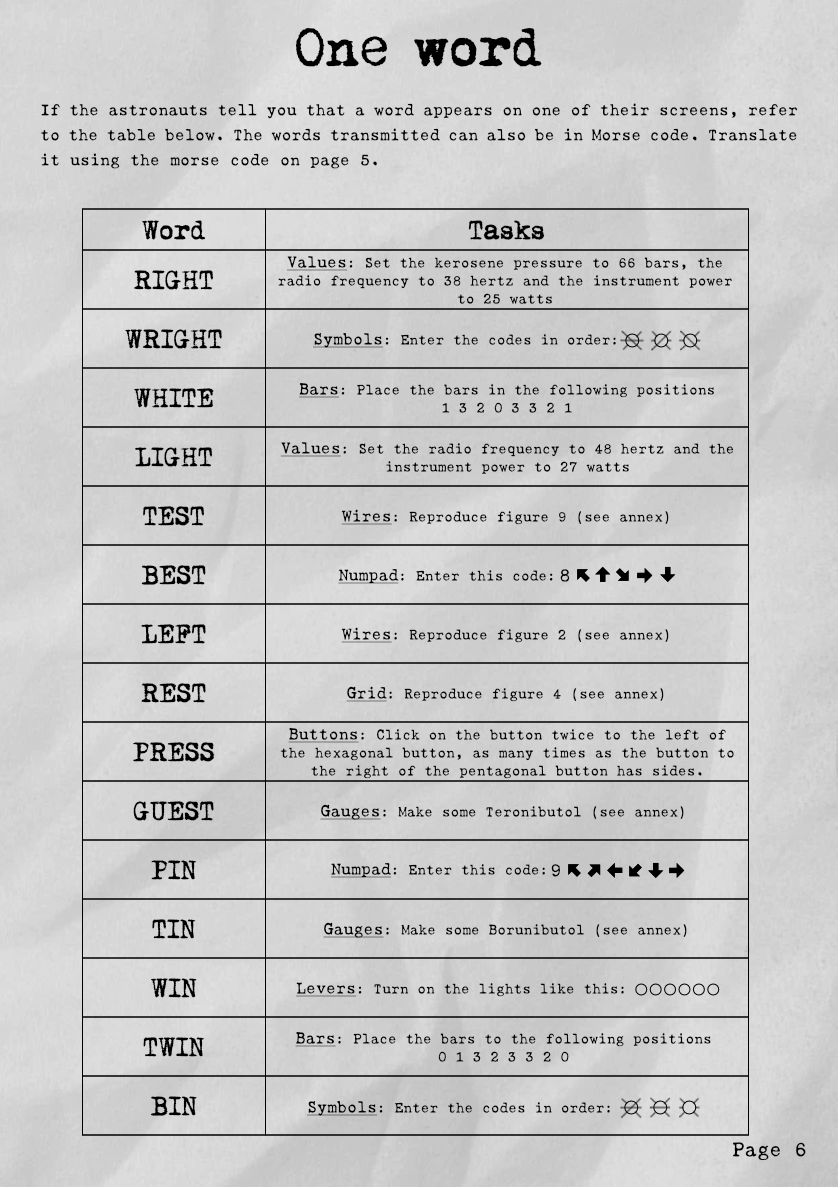 One word
If the astronauts tell you that a word appears on one of their screens, refer
to the table below. The words transmitted can also be in Morse code. Translate
it using the morse code on page 5.
Word
Tasks
RIGHT
Values: Set the kerosene pressure to 66 bars, the
radio frequency to 38 hertz and the instrument power
to 25 watts
WRIGHT
Symbols: Enter the codes in order:
WHITE
Bars: Place the bars in the following positions
1 3 2 0 3 3 2 1
LIGHT
Values: Set the radio frequency to 48 hertz and the
instrument power to 27 watts
TEST
Wires: Reproduce figure 9 (see annex)
BEST
Numpad: Enter this code: 8 ↖ ↑ ↘ → ↓
LEFT
Wires: Reproduce figure 2 (see annex)
REST
Grid: Reproduce figure 4 (see annex)
PRESS
Buttons: Click on the button twice to the left of
the hexagonal button, as many times as the button to
the right of the pentagonal button has sides.
GUEST
Gauges: Make some Teronibutol (see annex)
PIN
Numpad: Enter this code: 9 ↖ ↗ ← ↙ ↓ →
TIN
Gauges: Make some Borunibutol (see annex)
WIN
Levers: Turn on the lights like this: ○○○○○○
TWIN
Bars: Place the bars to the following positions
0 1 3 2 3 3 2 0
BIN
Symbols: Enter the codes in order:
Page 6